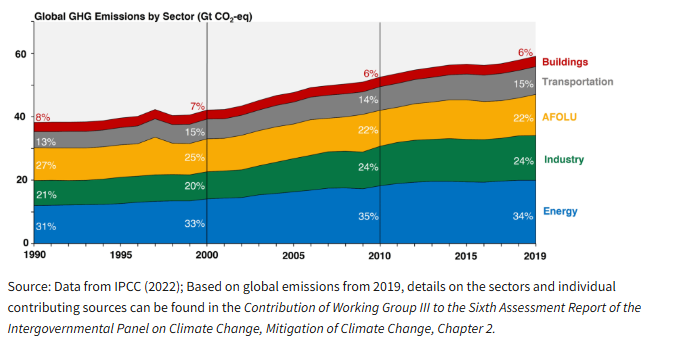 Global GHG Emissions by Sector (Gt CO₂-eq)
60
40
20
0
8%
13%
27%
21%
31%
7%
15%
25%
20%
33%
6%
14%
22%
24%
35%
6%
15%
22%
24%
34%
Buildings
Transportation
AFOLU
Industry
Energy
1990 1995 2000 2005 2010 2015 2019
Source: Data from IPCC (2022); Based on global emissions from 2019, details on the sectors and individual
contributing sources can be found in the Contribution of Working Group III to the Sixth Assessment Report of the
Intergovernmental Panel on Climate Change, Mitigation of Climate Change, Chapter 2.